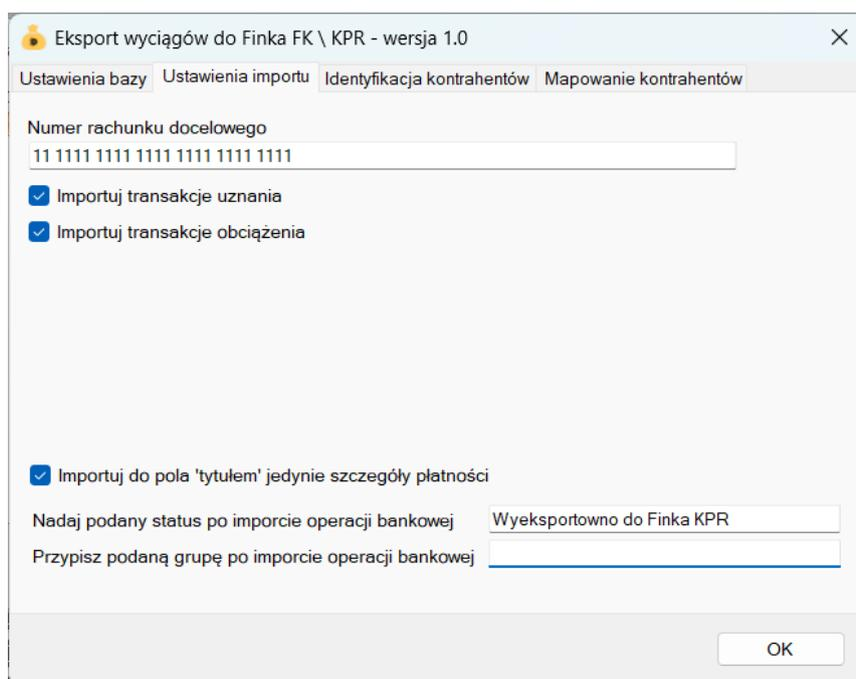 Eksport wyciągów do Finka FK \ KPR - wersja 1.0
Ustawienia bazy Ustawienia importu Identyfikacja kontrahentów Mapowanie kontrahentów
Numer rachunku docelowego
11 1111 1111 1111 1111 1111 1111
Importuj transakcje uznania
Importuj transakcje obciążenia
Importuj do pola 'tytułem' jedynie szczegóły płatności
Nadaj podany status po imporcie operacji bankowej Wyeksportowno do Finka KPR
Przypisz podaną grupę po imporcie operacji bankowej
OK